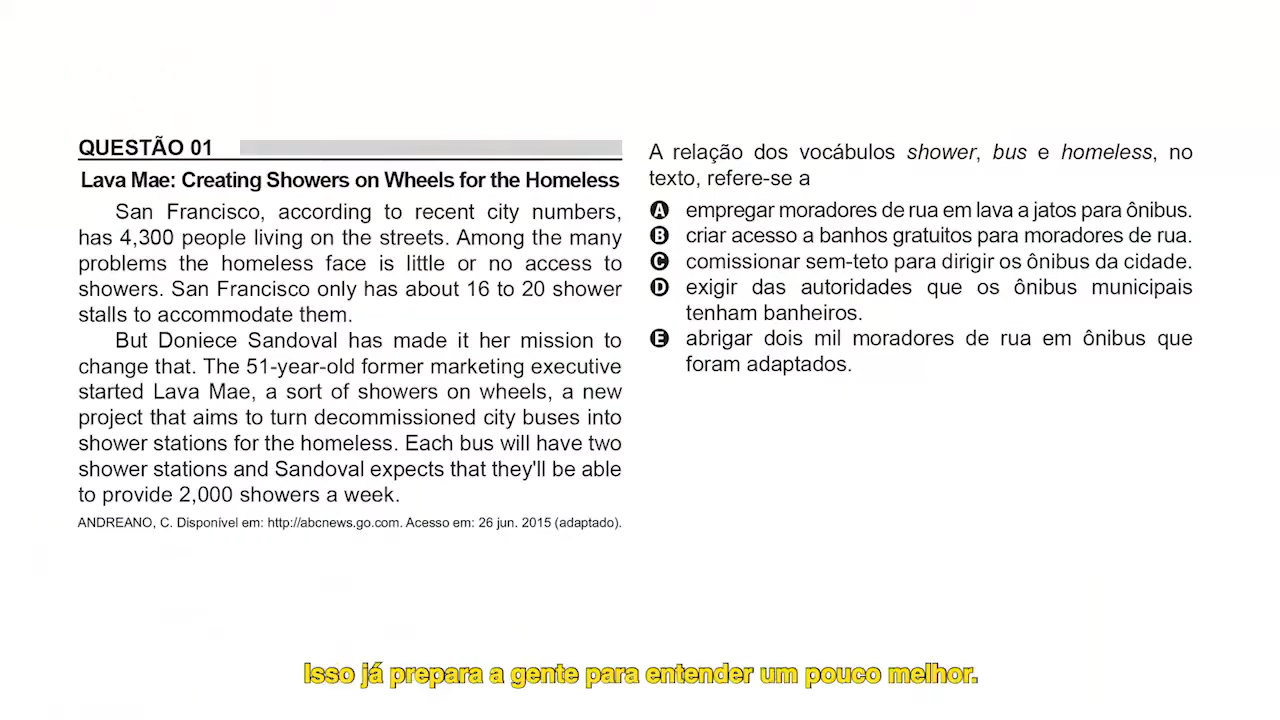 QUESTÃO 01
Lava Mae: Creating Showers on Wheels for the Homeless
San Francisco, according to recent city numbers,
has 4,300 people living on the streets. Among the many
problems the homeless face is little or no access to
showers. San Francisco only has about 16 to 20 shower
stalls to accommodate them.
But Doniece Sandoval has made it her mission to
change that. The 51-year-old former marketing executive
started Lava Mae, a sort of showers on wheels, a new
project that aims to turn decommissioned city buses into
shower stations for the homeless. Each bus will have two
shower stations and Sandoval expects that they'll be able
to provide 2,000 showers a week.
ANDREANO, C. Disponível em: http://abcnews.go.com. Acesso em: 26 jun. 2015 (adaptado).
A relação dos vocábulos shower, bus e homeless, no
texto, refere-se a
A empregar moradores de rua em lava a jatos para ônibus.
B criar acesso a banhos gratuitos para moradores de rua.
C comissionar sem-teto para dirigir os ônibus da cidade.
D exigir das autoridades que os ônibus municipais
tenham banheiros.
E abrigar dois mil moradores de rua em ônibus que
foram adaptados.
Isso já prepara a gente para entender um pouco melhor.